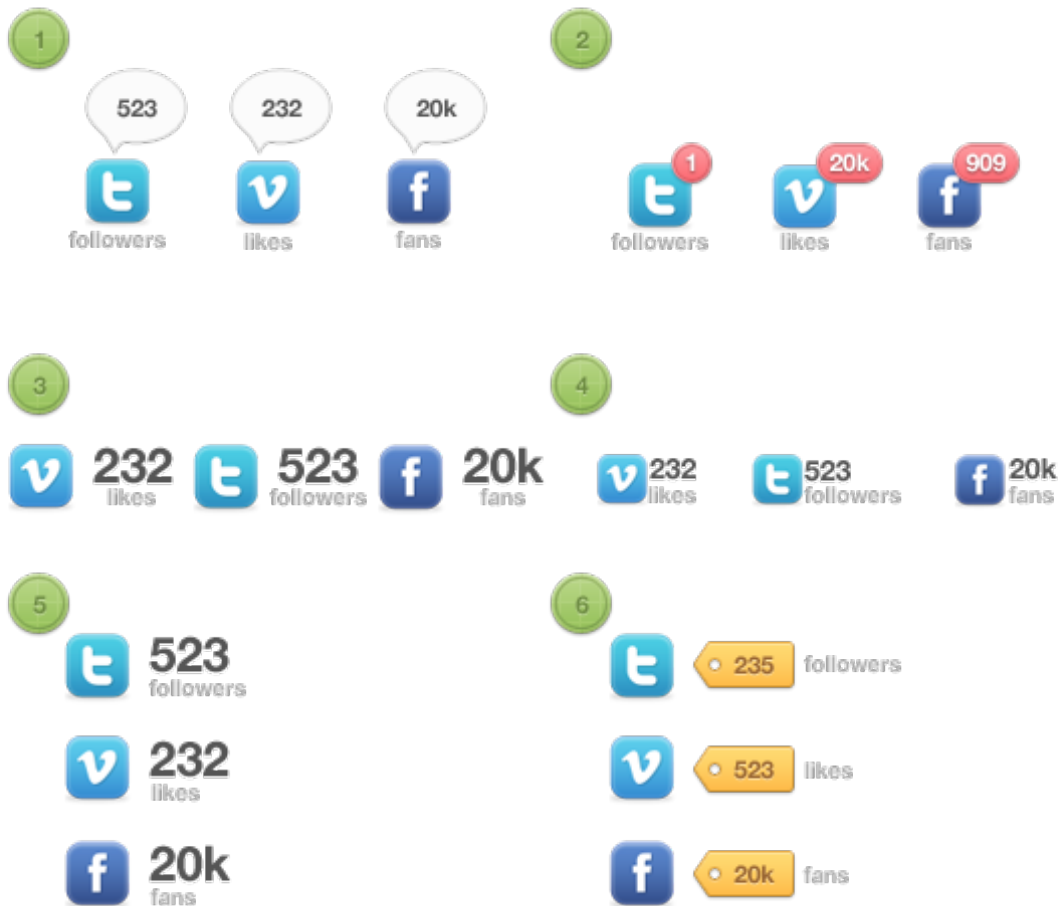 1
523 232 20k
followers likes fans
2
1 20k 909
followers likes fans
3
232 523 20k
likes followers fans
4
232 523 20k
likes followers fans
5
523
followers
232
likes
20k
fans
6
235 followers
523 likes
20k fans